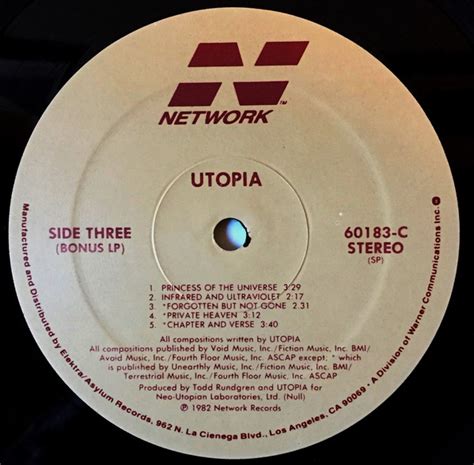 N
TM
NETWORK
UTOPIA
SIDE THREE
(BONUS LP)
60183-C
STEREO
(SP)
1. PRINCESS OF THE UNIVERSE 3:29
2. INFRARED AND ULTRAVIOLET 2:17
3. *FORGOTTEN BUT NOT GONE 2:31
4. *PRIVATE HEAVEN 3:12
5. *CHAPTER AND VERSE 3:40
All compositions written by UTOPIA
All compositions published by Void Music, Inc./Fiction Music, Inc. BMI/
Avoid Music, Inc./Fourth Floor Music, Inc. ASCAP except, * which
is published by Unearthly Music, Inc./Fiction Music, Inc. BMI/
Terrestrial Music, Inc./Fourth Floor Music, Inc. ASCAP
Produced by Todd Rundgren and UTOPIA for
Neo-Utopian Laboratories, Ltd. (Null)
℗ 1982 Network Records
Manufactured and Distributed by Elektra/Asylum Records, 962 N. La Cienega Blvd., Los Angeles, CA 90069 • A Division of Warner Communications Inc.